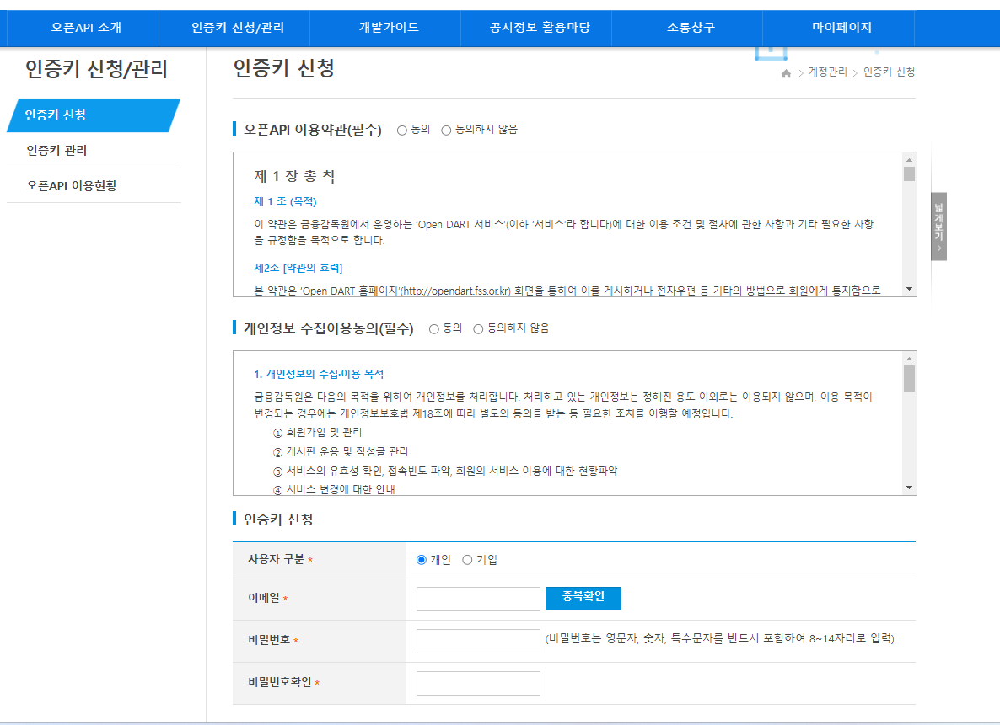 오픈API 소개 인증키 신청/관리 개발가이드 공시정보 활용마당 소통창구 마이페이지
인증키 신청/관리
인증키 신청
인증키 관리
오픈API 이용현황
인증키 신청
> 계정관리 > 인증키 신청
오픈API 이용약관(필수) 동의 동의하지 않음
제 1 장 총 칙
제 1 조 (목적)
이 약관은 금융감독원에서 운영하는 ‘Open DART 서비스’(이하 ‘서비스’라 합니다)에 대한 이용 조건 및 절차에 관한 사항과 기타 필요한 사항
을 규정함을 목적으로 합니다.
제2조 [약관의 효력]
본 약관은 ‘Open DART 홈페이지’(http://opendart.fss.or.kr) 화면을 통하여 이를 게시하거나 전자우편 등 기타의 방법으로 회원에게 통지함으로
넓게보기 >
개인정보 수집이용동의(필수) 동의 동의하지 않음
1. 개인정보의 수집·이용 목적
금융감독원은 다음의 목적을 위하여 개인정보를 처리합니다. 처리하고 있는 개인정보는 정해진 용도 이외로는 이용되지 않으며, 이용 목적이
변경되는 경우에는 개인정보보호법 제18조에 따라 별도의 동의를 받는 등 필요한 조치를 이행할 예정입니다.
① 회원가입 및 관리
② 게시판 운용 및 작성글 관리
③ 서비스의 유효성 확인, 접속빈도 파악, 회원의 서비스 이용에 대한 현황파악
④ 서비스 변경에 대한 안내
인증키 신청
사용자 구분 * 개인 기업
이메일 * 중복확인
비밀번호 * (비밀번호는 영문자, 숫자, 특수문자를 반드시 포함하여 8~14자리로 입력)
비밀번호확인 *